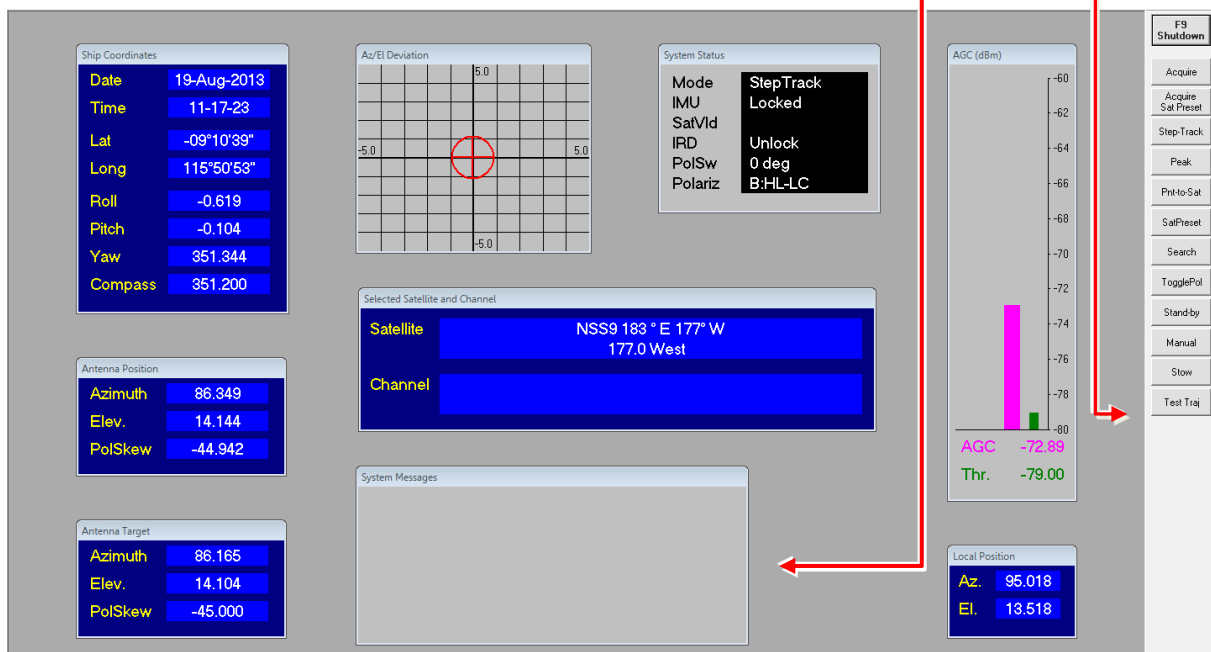 Ship Coordinates
Date 19-Aug-2013
Time 11-17-23
Lat -09°10'39"
Long 115°50'53"
Roll -0.619
Pitch -0.104
Yaw 351.344
Compass 351.200
Antenna Position
Azimuth 86.349
Elev. 14.144
PolSkew -44.942
Antenna Target
Azimuth 86.165
Elev. 14.104
PolSkew -45.000
Az/El Deviation
5.0
-5.0 5.0
-5.0
System Status
Mode StepTrack
IMU Locked
SatVld
IRD Unlock
PolSw 0 deg
Polariz B:HL-LC
Selected Satellite and Channel
Satellite NSS9 183 ° E 177° W
177.0 West
Channel
System Messages
AGC (dBm)
-60
-62
-64
-66
-68
-70
-72
-74
-76
-78
-80
AGC -72.89
Thr. -79.00
Local Position
Az. 95.018
El. 13.518
F9
Shutdown
Acquire
Acquire
Sat Preset
Step-Track
Peak
Pnt-to-Sat
SatPreset
Search
TogglePol
Stand-by
Manual
Stow
Test Traj